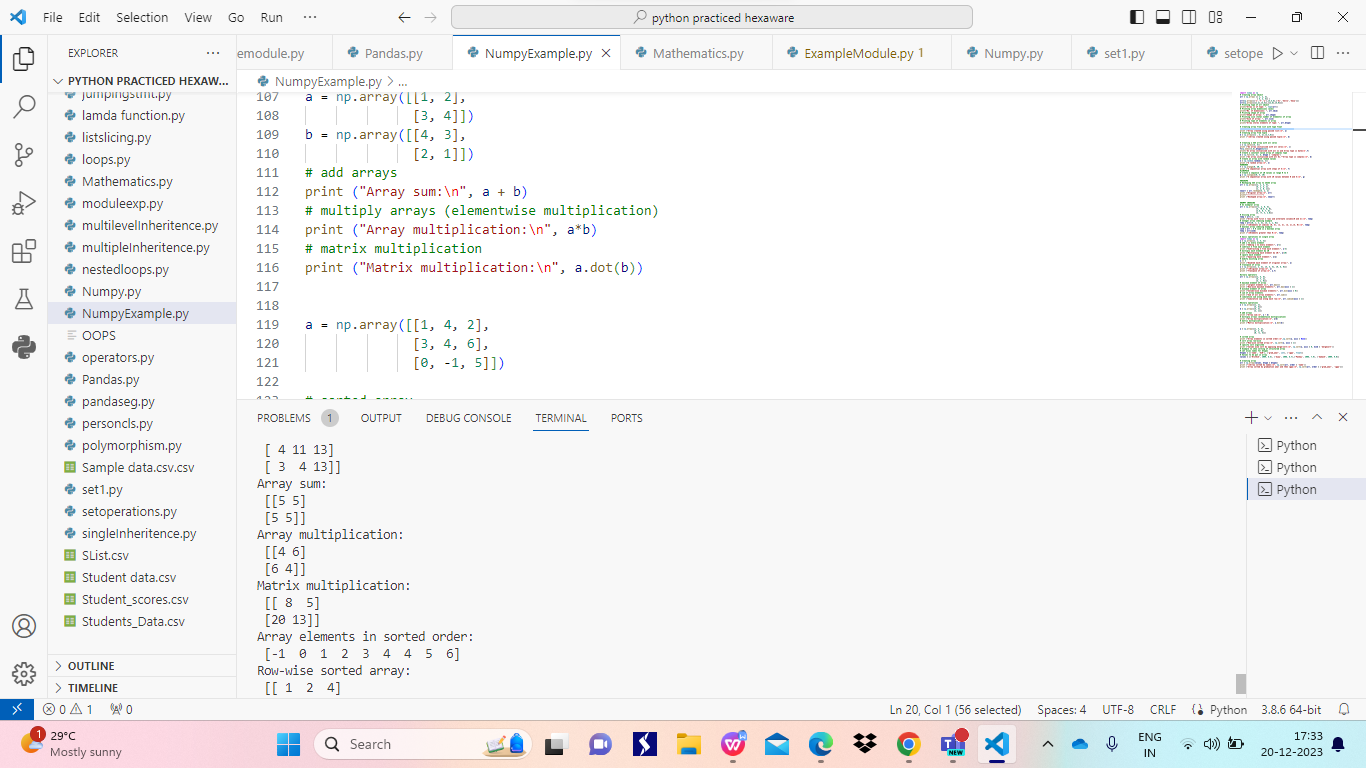 File Edit Selection View Go Run ···
python practiced hexaware
EXPLORER ···
PYTHON PRACTICED HEXAW...
jumpingstmt.py
lamda function.py
listslicing.py
loops.py
Mathematics.py
moduleexp.py
multilevelInheritence.py
multipleInheritence.py
nestedloops.py
Numpy.py
NumpyExample.py
OOPS
operators.py
Pandas.py
pandaseg.py
personcls.py
polymorphism.py
Sample data.csv.csv
set1.py
setoperations.py
singleInheritence.py
SList.csv
Student data.csv
Student_scores.csv
Students_Data.csv
OUTLINE
TIMELINE
emodule.py Pandas.py NumpyExample.py Mathematics.py ExampleModule.py 1 Numpy.py set1.py setope
NumpyExample.py > ...
107 a = np.array([[1, 2],
108 [3, 4]])
109 b = np.array([[4, 3],
110 [2, 1]])
111 # add arrays
112 print ("Array sum:\n", a + b)
113 # multiply arrays (elementwise multiplication)
114 print ("Array multiplication:\n", a*b)
115 # matrix multiplication
116 print ("Matrix multiplication:\n", a.dot(b))
117
118
119 a = np.array([[1, 4, 2],
120 [3, 4, 6],
121 [0, -1, 5]])
122
123 # sorted array
PROBLEMS 1 OUTPUT DEBUG CONSOLE TERMINAL PORTS
[ 4 11 13]
[ 3  4 13]]
Array sum:
[[5 5]
[5 5]]
Array multiplication:
[[4 6]
[6 4]]
Matrix multiplication:
[[ 8  5]
[20 13]]
Array elements in sorted order:
[-1  0  1  2  3  4  4  5  6]
Row-wise sorted array:
[[ 1  2  4]
Python
Python
Python
0 1 0 Ln 20, Col 1 (56 selected) Spaces: 4 UTF-8 CRLF Python 3.8.6 64-bit
1
29°C
Mostly sunny
Search
NEW
ENG
IN
17:33
20-12-2023